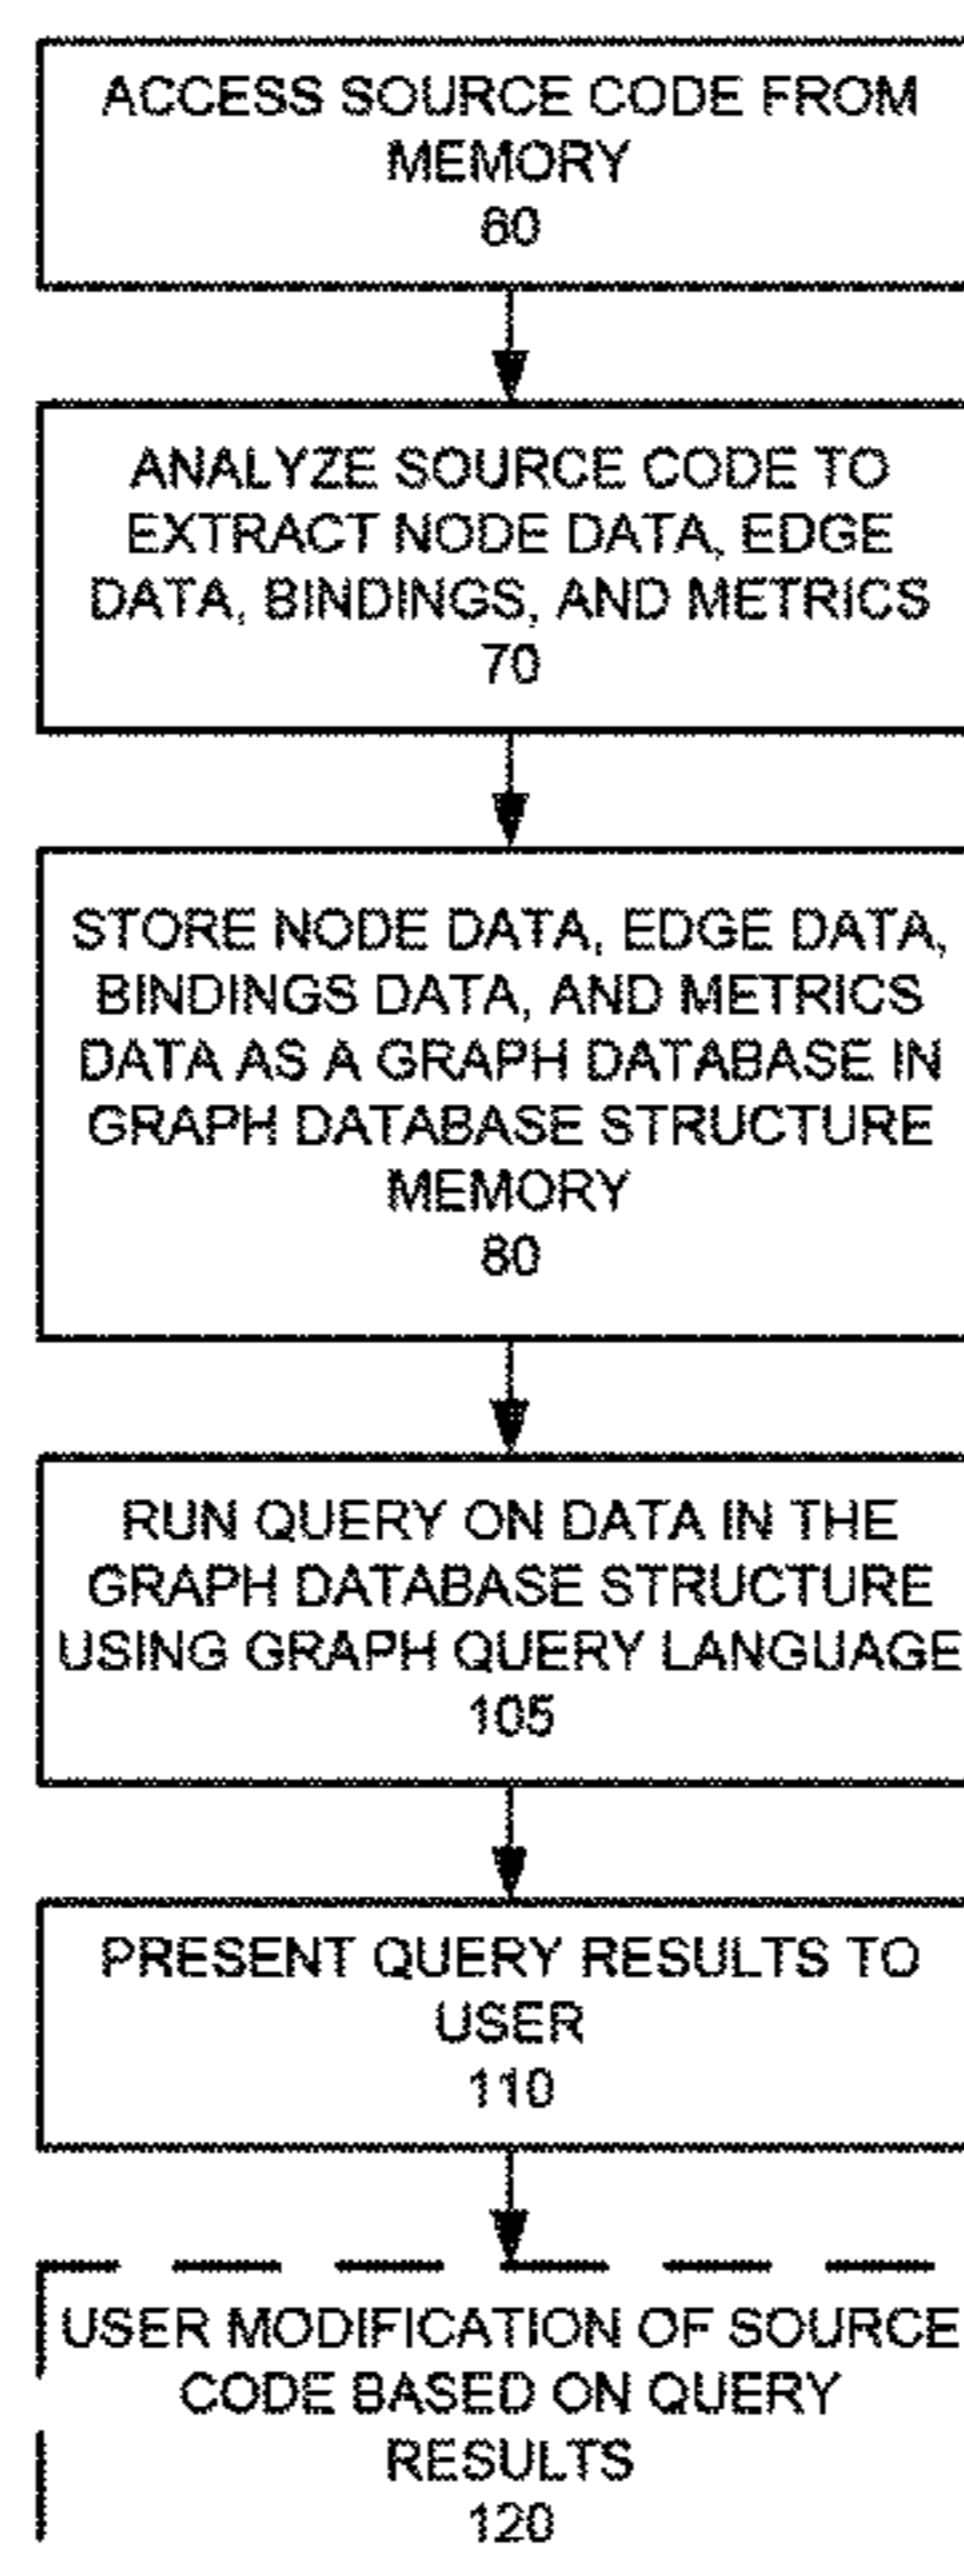 ACCESS SOURCE CODE FROM
MEMORY
60
ANALYZE SOURCE CODE TO
EXTRACT NODE DATA, EDGE
DATA, BINDINGS, AND METRICS
70
STORE NODE DATA, EDGE DATA,
BINDINGS DATA, AND METRICS
DATA AS A GRAPH DATABASE IN
GRAPH DATABASE STRUCTURE
MEMORY
80
RUN QUERY ON DATA IN THE
GRAPH DATABASE STRUCTURE
USING GRAPH QUERY LANGUAGE
105
PRESENT QUERY RESULTS TO
USER
110
USER MODIFICATION OF SOURCE
CODE BASED ON QUERY
RESULTS
120